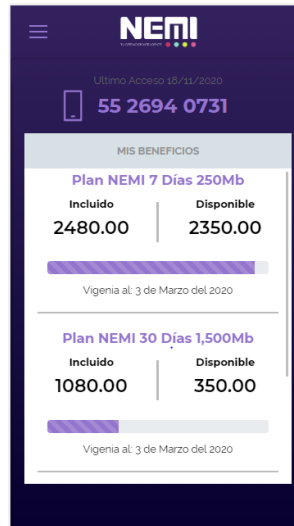 NEMI
Ultimo Acceso 18/11/2020
55 2694 0731
MIS BENEFICIOS
Plan NEMI 7 Días 250Mb
Incluido Disponible
2480.00 2350.00
Vigenia al: 3 de Marzo del 2020
Plan NEMI 30 Días 1,500Mb
Incluido Disponible
1080.00 350.00
Vigenia al: 3 de Marzo del 2020